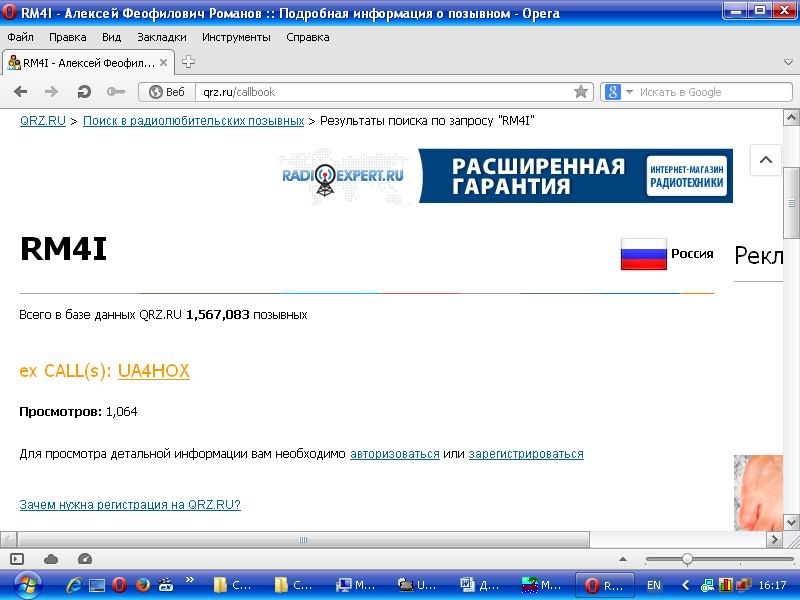 RM4I - Алексей Феофилович Романов :: Подробная информация о позывном - Opera
Файл Правка Вид Закладки Инструменты Справка
RM4I - Алексей Феофил...
Веб qrz.ru/callbook Искать в Google
QRZ.RU > Поиск в радиолюбительских позывных > Результаты поиска по запросу "RM4I"
RADIOEXPERT.RU
РАСШИРЕННАЯ
ГАРАНТИЯ
ИНТЕРНЕТ-МАГАЗИН
РАДИОТЕХНИКИ
RM4I
Россия
Рекл
Всего в базе данных QRZ.RU 1,567,083 позывных
ex CALL(s): UA4HOX
Просмотров: 1,064
Для просмотра детальной информации вам необходимо авторизоваться или зарегистрироваться
Зачем нужна регистрация на QRZ.RU?
С... С... М... U... Д... М... R... EN 16:17